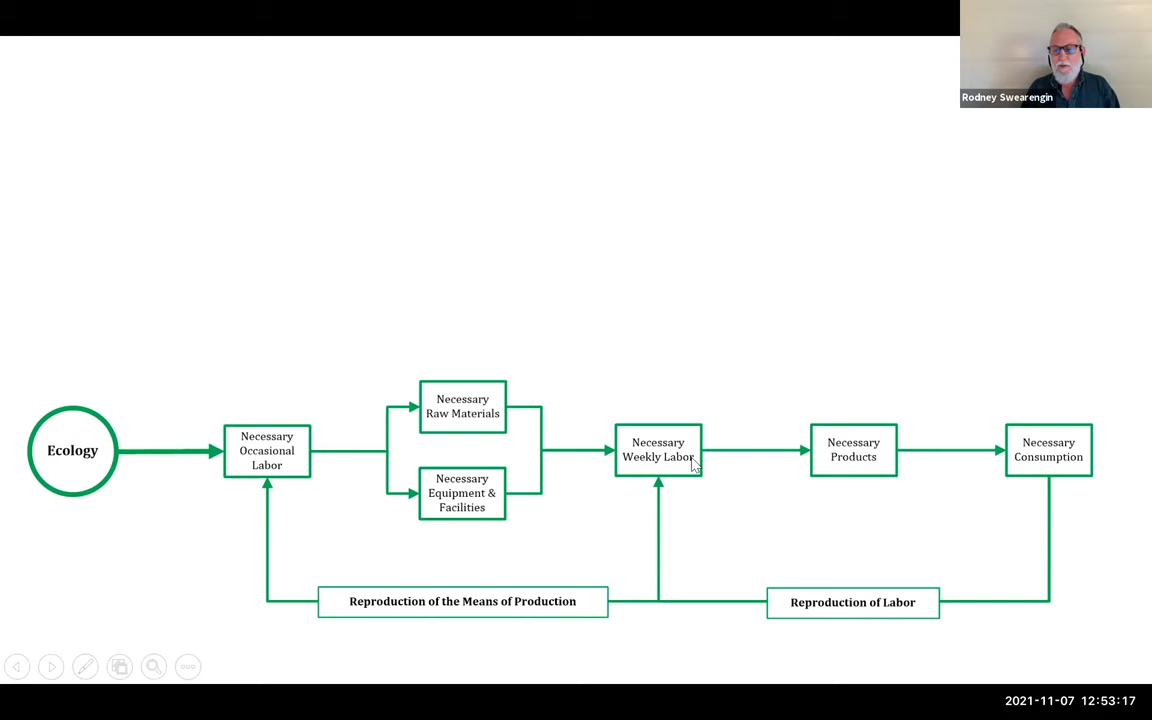 Rodney Swearengin
Ecology
Necessary
Occasional
Labor
Necessary
Raw Materials
Necessary
Equipment &
Facilities
Necessary
Weekly Labor
Necessary
Products
Necessary
Consumption
Reproduction of the Means of Production
Reproduction of Labor
2021-11-07 12:53:17